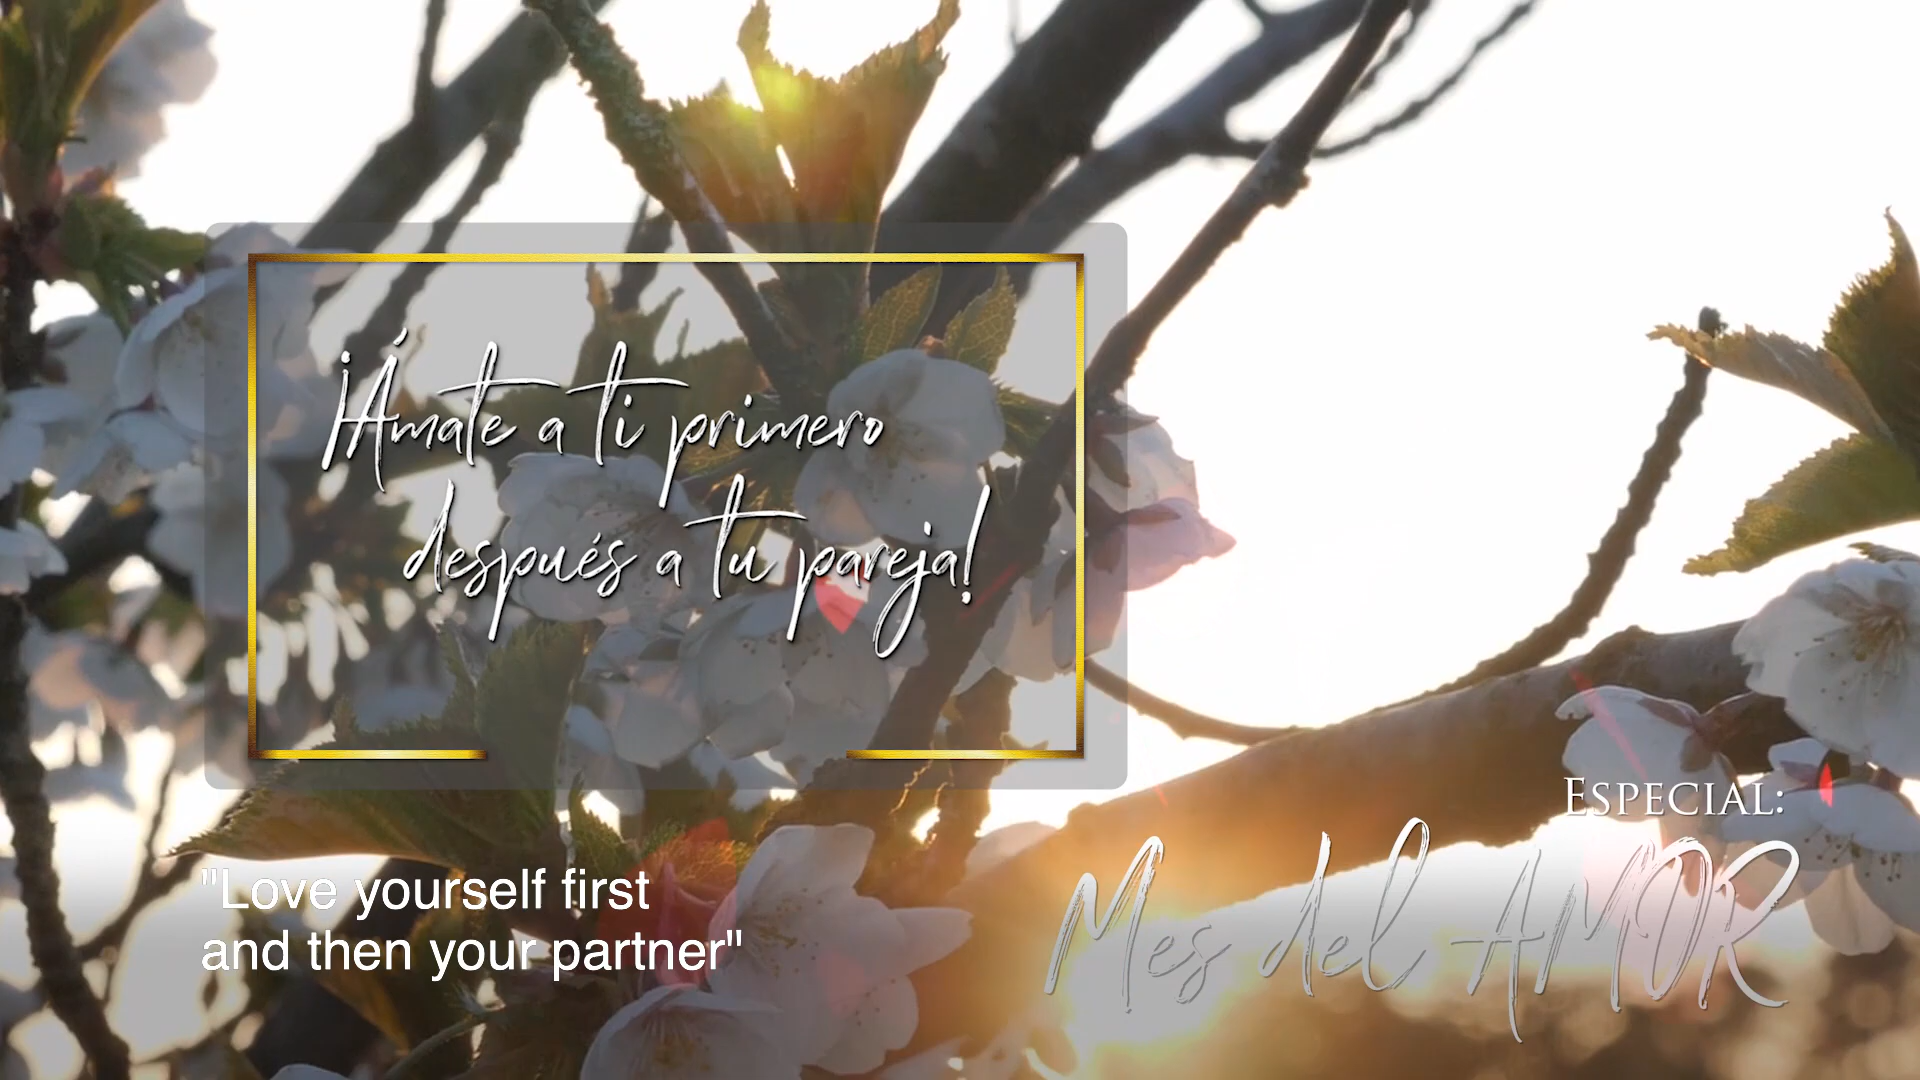 ¡Ámate a ti primero
después a tu pareja!
"Love yourself first
and then your partner"
ESPECIAL:
Mes del AMOR